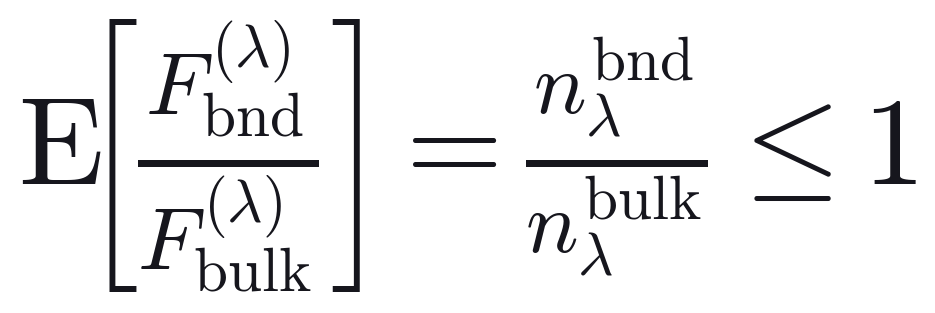 E[F_bnd^(λ) / F_bulk^(λ)] = n_λ^bnd / n_λ^bulk ≤ 1